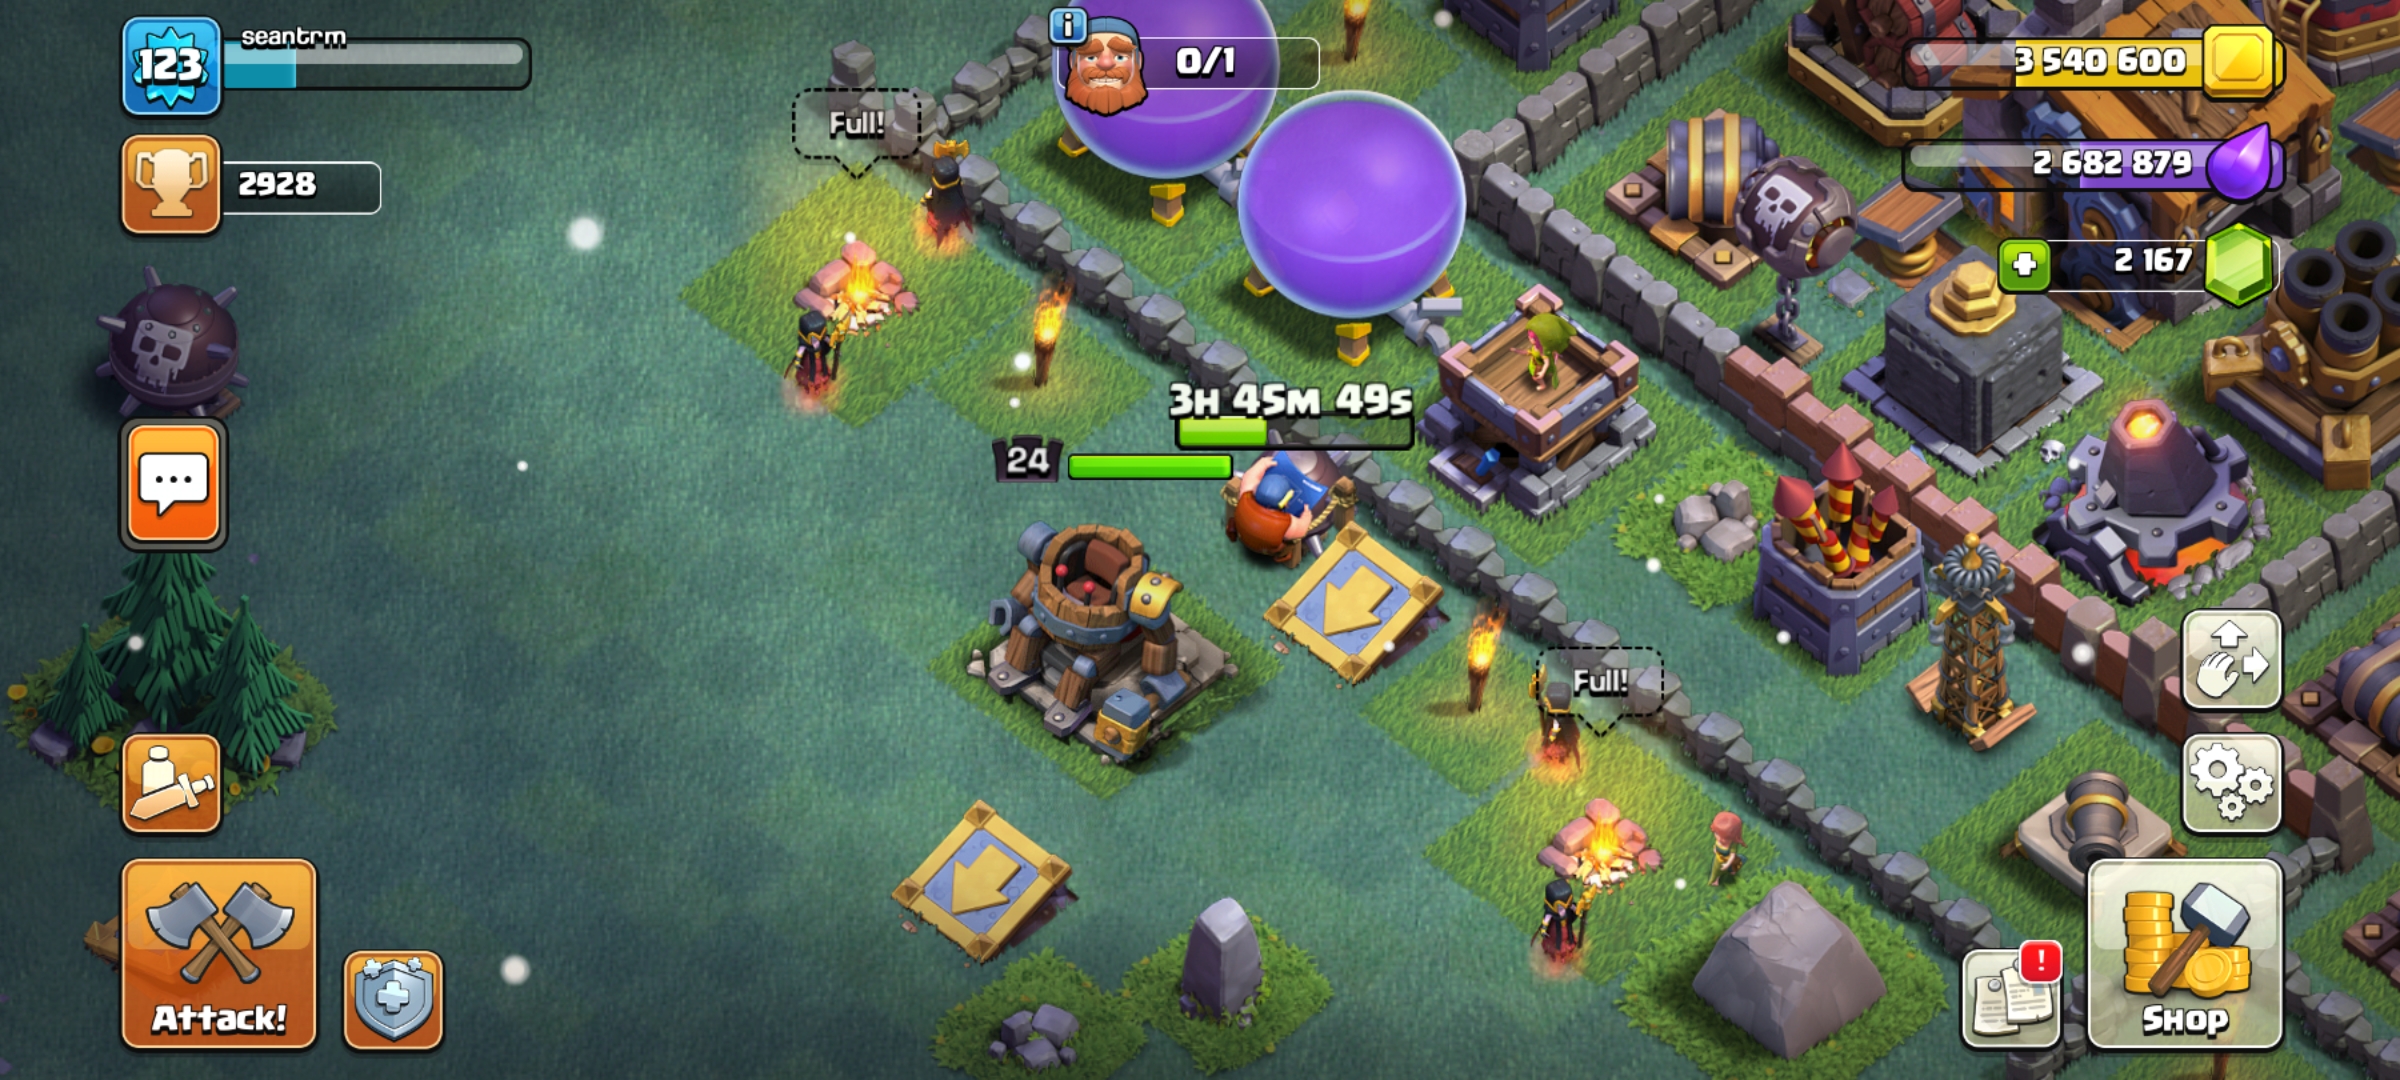 123
seantrm
0/1
3 540 600
Full!
2 682 879
2928
2 167
3H 45M 49S
24
Full!
Attack!
Shop